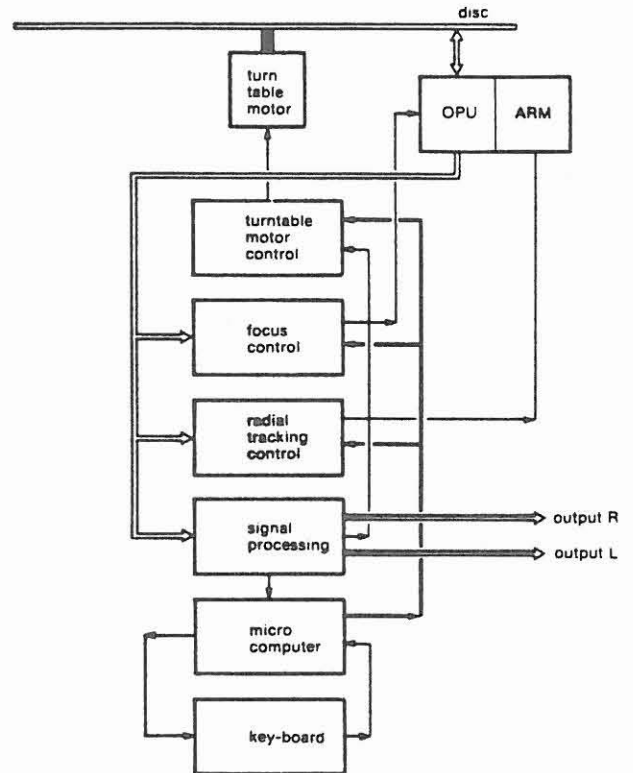 disc
turn
table
motor
OPU ARM
turntable
motor
control
focus
control
radial
tracking
control
signal
processing
output R
output L
micro
computer
key-board